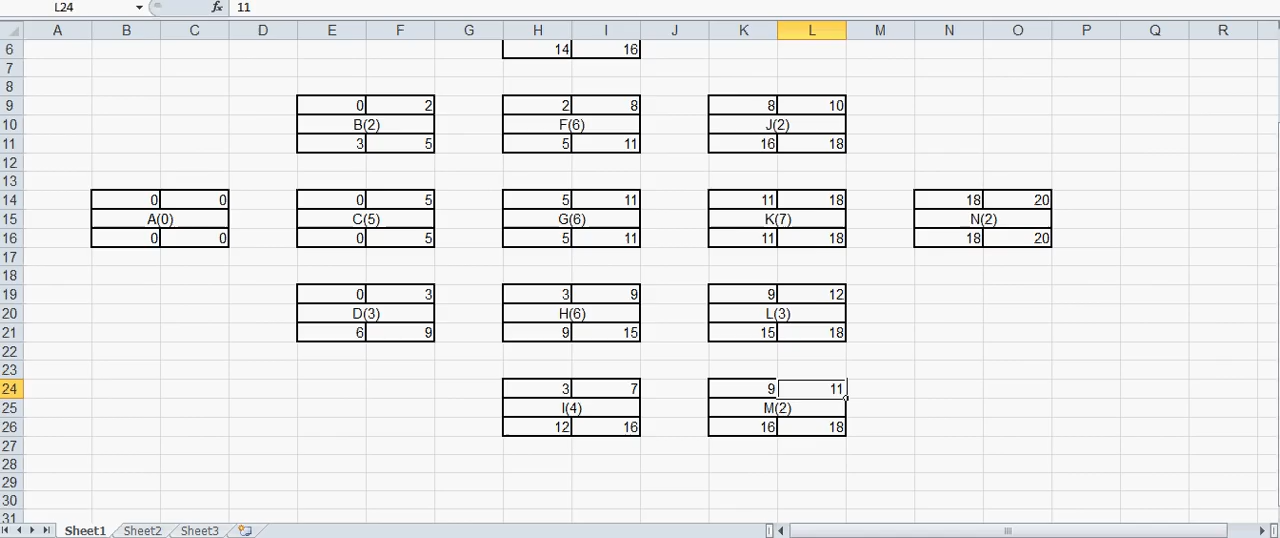 L24 fx 11
A B C D E F G H I J K L M N O P Q R
6 14 16
7
8
9 0 2 2 8 8 10
10 B(2) F(6) J(2)
11 3 5 5 11 16 18
12
13
14 0 0 0 5 5 11 11 18 18 20
15 A(0) C(5) G(6) K(7) N(2)
16 0 0 0 5 5 11 11 18 18 20
17
18
19 0 3 3 9 9 12
20 D(3) H(6) L(3)
21 6 9 9 15 15 18
22
23
24 3 7 9 11
25 I(4) M(2)
26 12 16 16 18
27
28
29
30
31
Sheet1 Sheet2 Sheet3